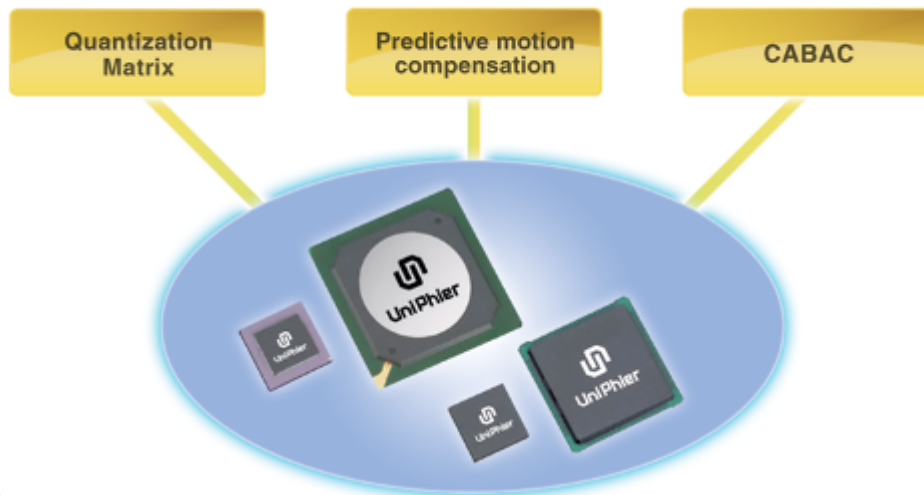 Quantization
Matrix
Predictive motion
compensation
CABAC
UniPhier
UniPhier
UniPhier
UniPhier